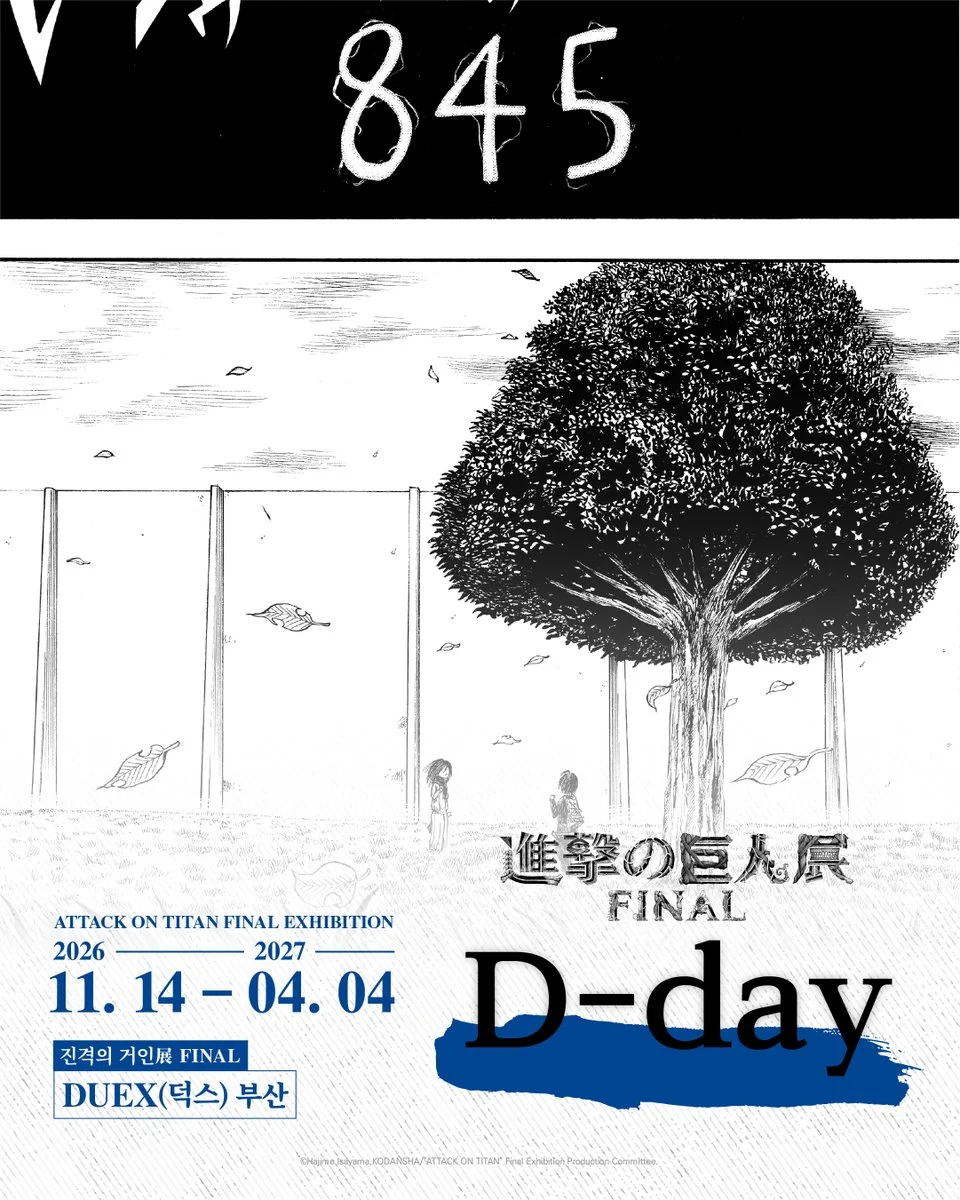 845
進撃の巨人展
FINAL
D-day
ATTACK ON TITAN FINAL EXHIBITION
2026 2027
11. 14 – 04. 04
진격의 거인展 FINAL
DUEX(덕스) 부산
©Hajime Isayama,KODANSHA/"ATTACK ON TITAN" Final Exhibition Production Committee.